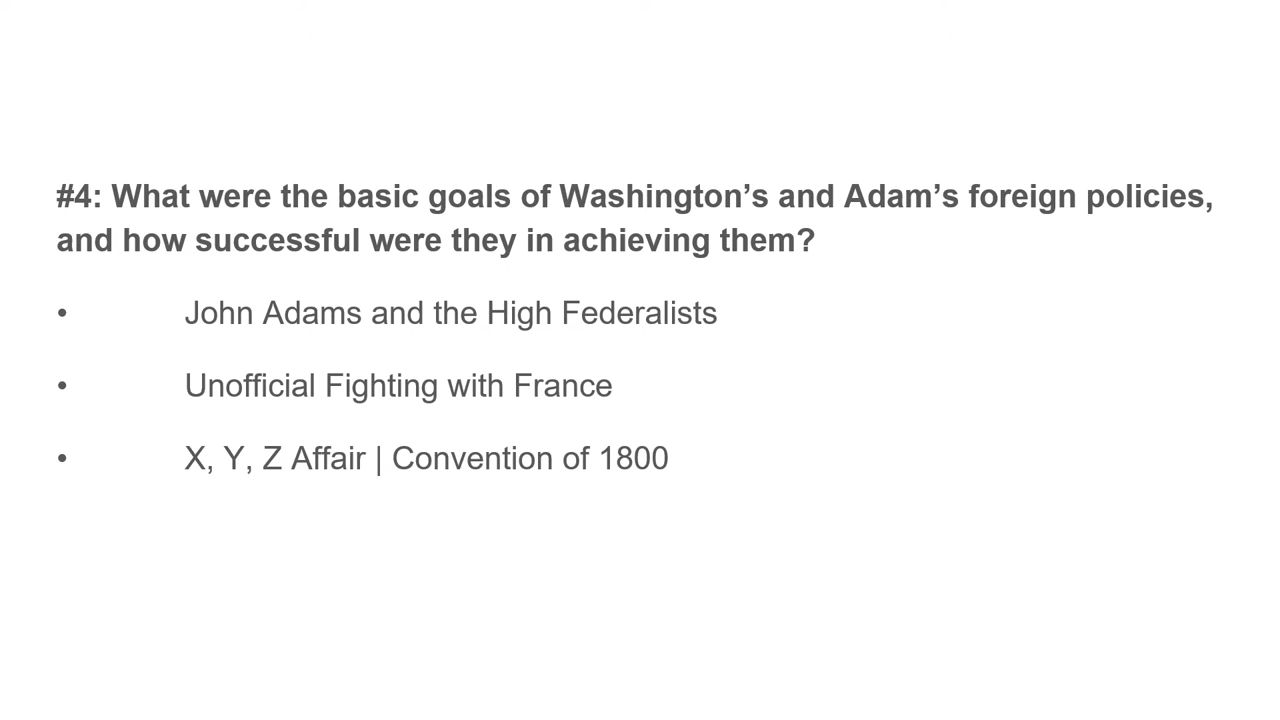 #4: What were the basic goals of Washington’s and Adam’s foreign policies,
and how successful were they in achieving them?
• John Adams and the High Federalists
• Unofficial Fighting with France
• X, Y, Z Affair | Convention of 1800